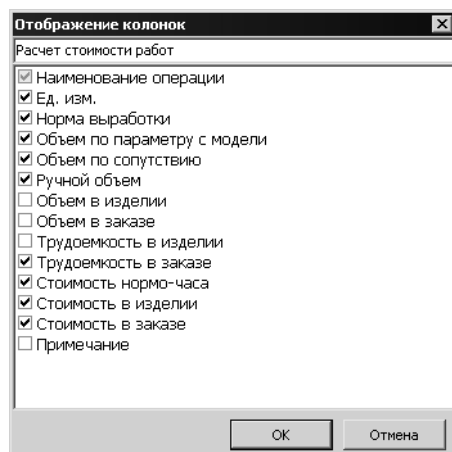 Отображение колонок
Расчет стоимости работ
Наименование операции
Ед. изм.
Норма выработки
Объем по параметру с модели
Объем по сопутствию
Ручной объем
Объем в изделии
Объем в заказе
Трудоемкость в изделии
Трудоемкость в заказе
Стоимость нормо-часа
Стоимость в изделии
Стоимость в заказе
Примечание
ОК Отмена